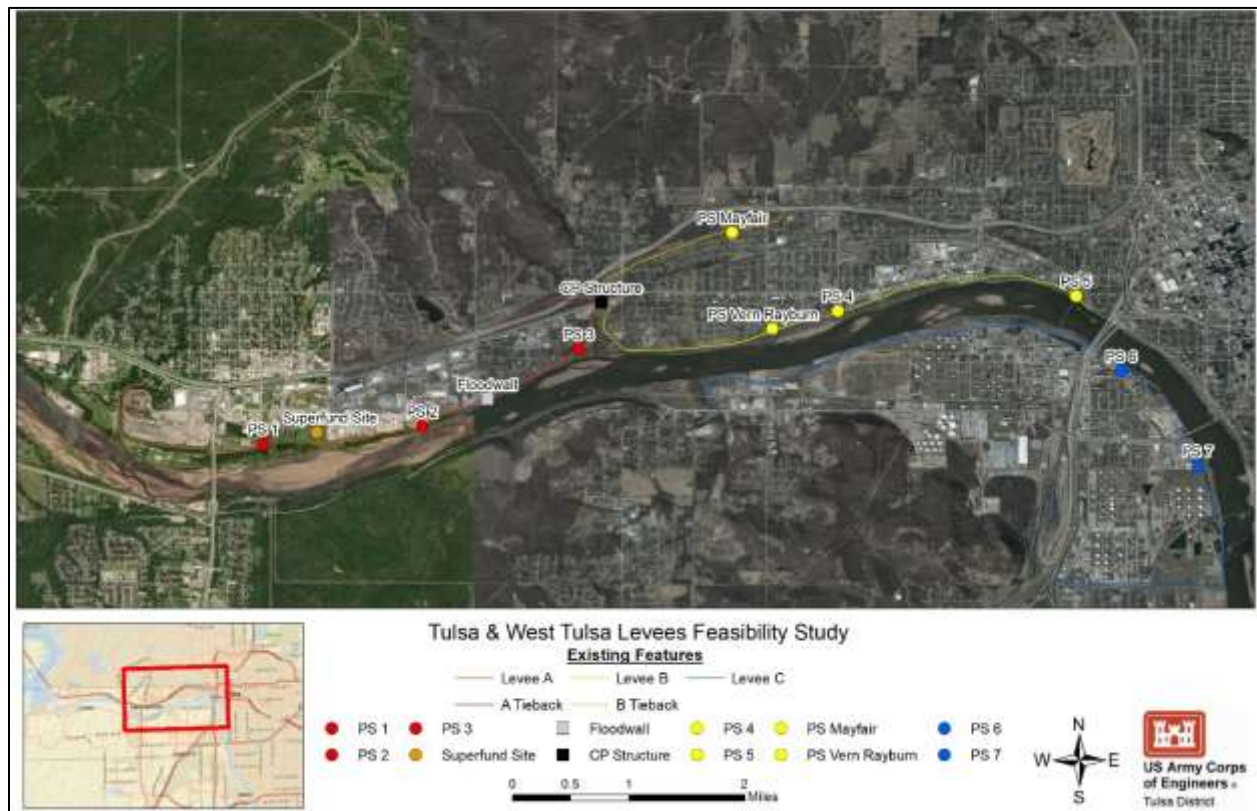 PS Mayfair
CP Structure
PS 5
PS 4
PS Vern Rayburn
PS 3
PS 6
Floodwall
Superfund Site
PS 2
PS 1
PS 7
Tulsa & West Tulsa Levees Feasibility Study
Existing Features
Levee A Levee B Levee C
A Tieback B Tieback
PS 1 PS 3 Floodwall PS 4 PS Mayfair PS 6
PS 2 Superfund Site CP Structure PS 5 PS Vern Rayburn PS 7
0 0.5 1 2
Miles
N
W E
S
US Army Corps
of Engineers ®
Tulsa District